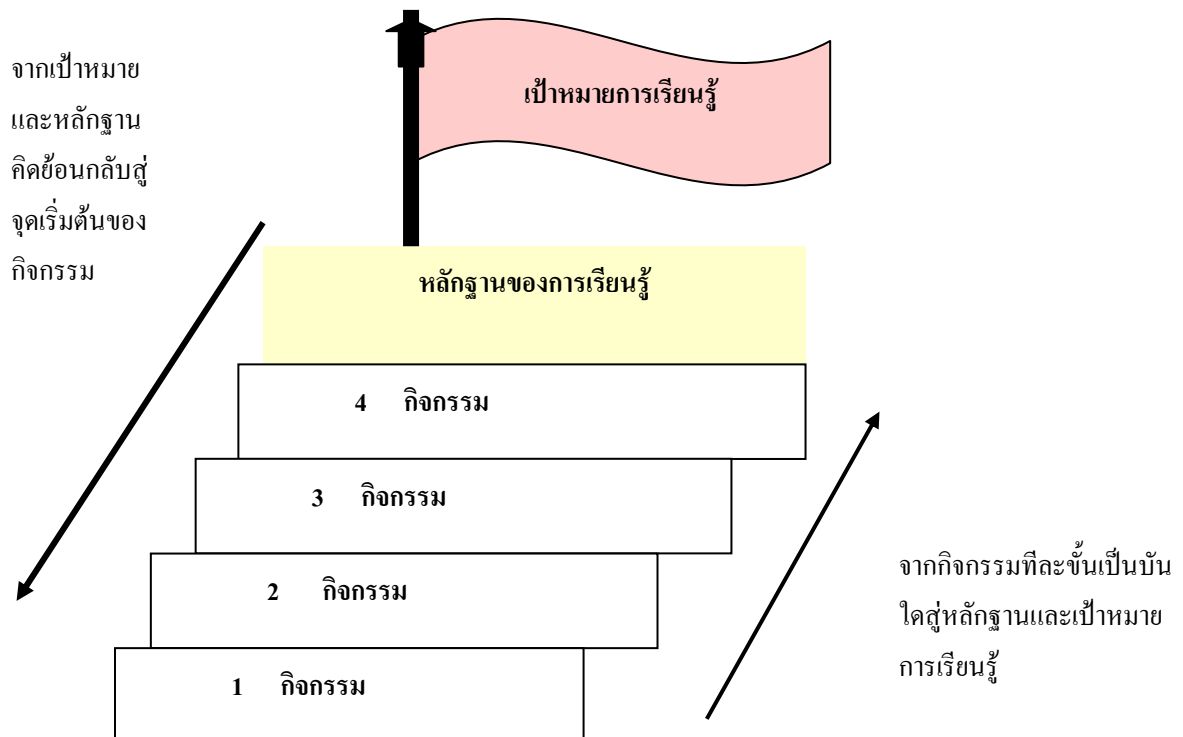 จากเป้าหมาย
และหลักฐาน
คิดย้อนกลับสู่
จุดเริ่มต้นของ
กิจกรรม
เป้าหมายการเรียนรู้
หลักฐานของการเรียนรู้
4 กิจกรรม
3 กิจกรรม
2 กิจกรรม
1 กิจกรรม
จากกิจกรรมทีละขั้นเป็นบัน
ใดสู่หลักฐานและเป้าหมาย
การเรียนรู้